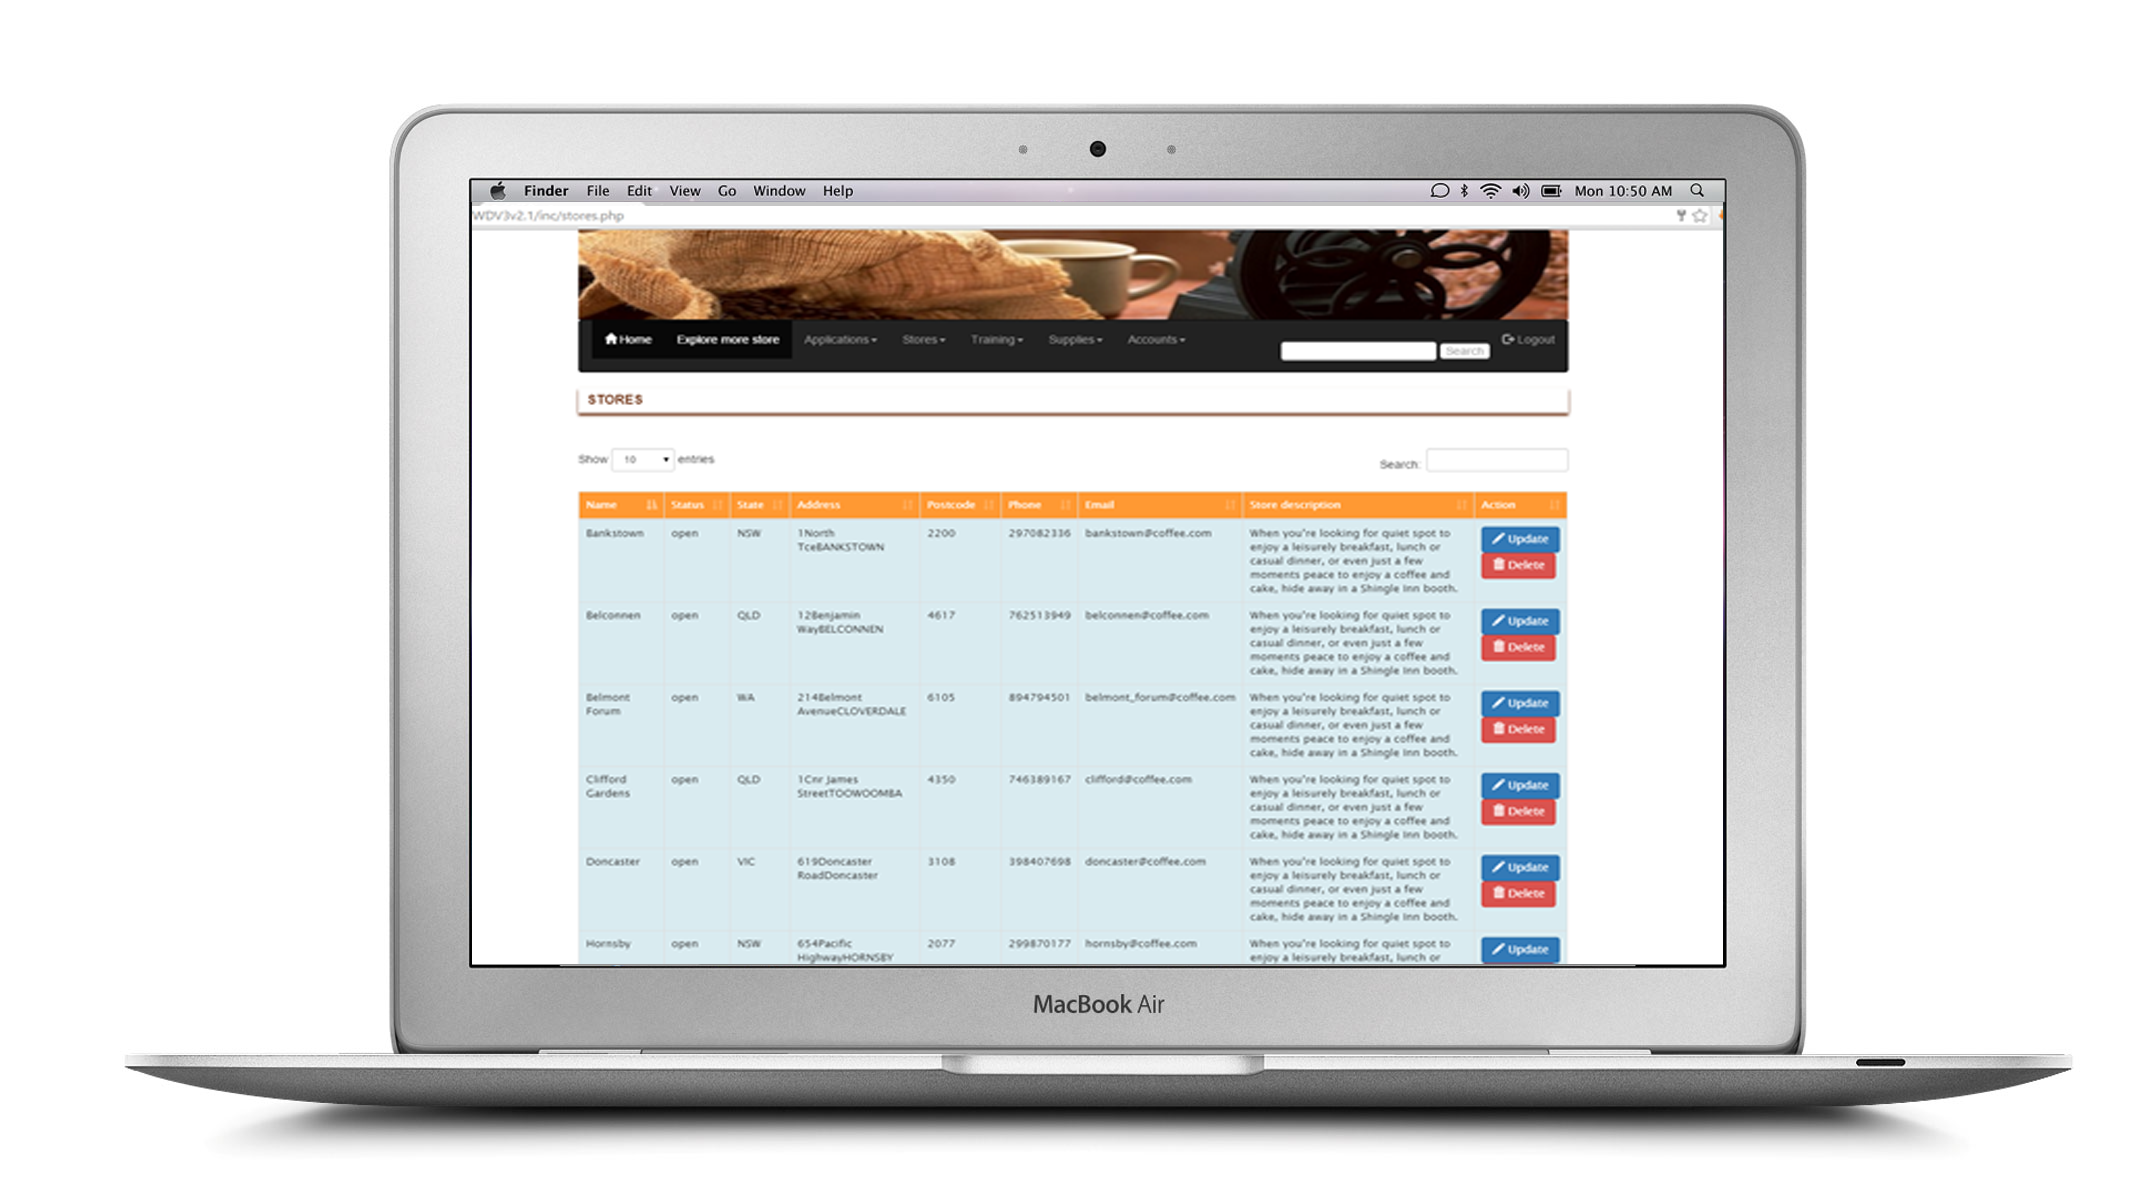 Finder File Edit View Go Window Help Mon 10:50 AM
WDV3v2.1/inc/stores.php
Home Explore more store Applications Stores Training Supplies Accounts Search Logout
STORES
Show 10 entries Search:
Name Status State Address Postcode Phone Email Store description Action
Bankstown open NSW 1North 2200 297082336 bankstown@coffee.com When you're looking for quiet spot to Update
TceBANKSTOWN enjoy a leisurely breakfast, lunch or
casual dinner, or even just a few Delete
moments peace to enjoy a coffee and
cake, hide away in a Shingle Inn booth.
Belconnen open QLD 12Benjamin 4617 762513949 belconnen@coffee.com When you're looking for quiet spot to Update
WayBELCONNEN enjoy a leisurely breakfast, lunch or
casual dinner, or even just a few Delete
moments peace to enjoy a coffee and
cake, hide away in a Shingle Inn booth.
Belmont open WA 214Belmont 6105 894794501 belmont_forum@coffee.com When you're looking for quiet spot to Update
Forum AvenueCLOVERDALE enjoy a leisurely breakfast, lunch or
casual dinner, or even just a few Delete
moments peace to enjoy a coffee and
cake, hide away in a Shingle Inn booth.
Clifford open QLD 1Cnr James 4350 746389167 clifford@coffee.com When you're looking for quiet spot to Update
Gardens StreetTOOWOOMBA enjoy a leisurely breakfast, lunch or
casual dinner, or even just a few Delete
moments peace to enjoy a coffee and
cake, hide away in a Shingle Inn booth.
Doncaster open VIC 619Doncaster 3108 398407698 doncaster@coffee.com When you're looking for quiet spot to Update
RoadDoncaster enjoy a leisurely breakfast, lunch or
casual dinner, or even just a few Delete
moments peace to enjoy a coffee and
cake, hide away in a Shingle Inn booth.
Hornsby open NSW 654Pacific 2077 299870177 hornsby@coffee.com When you're looking for quiet spot to Update
HighwayHORNSBY enjoy a leisurely breakfast, lunch or
MacBook Air